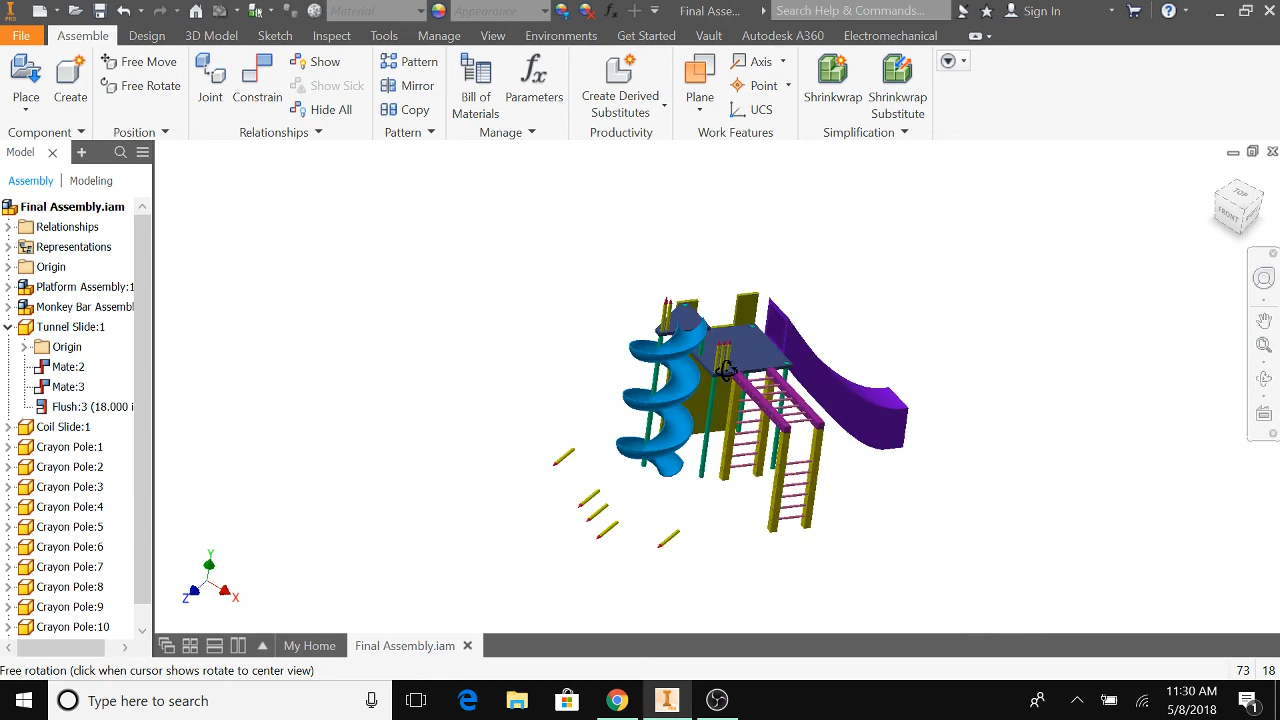 PRO
Material
Appearance
Final Asse...
Search Help & Commands...
Sign In
File
Assemble
Design
3D Model
Sketch
Inspect
Tools
Manage
View
Environments
Get Started
Vault
Autodesk A360
Electromechanical
Place
Create
Component
Free Move
Free Rotate
Position
Joint
Constrain
Show
Show Sick
Hide All
Relationships
Pattern
Mirror
Copy
Pattern
Bill of
Materials
Parameters
Manage
Create Derived
Substitutes
Productivity
Plane
Axis
Point
UCS
Work Features
Shrinkwrap
Shrinkwrap
Substitute
Simplification
Model
Assembly
Modeling
Final Assembly.iam
Relationships
Representations
Origin
Platform Assembly:1
Monkey Bar Assembl
Tunnel Slide:1
Origin
Mate:2
Mate:3
Flush:3 (18.000 i
Coil Slide:1
Crayon Pole:1
Crayon Pole:2
Crayon Pole:3
Crayon Pole:4
Crayon Pole:5
Crayon Pole:6
Crayon Pole:7
Crayon Pole:8
Crayon Pole:9
Crayon Pole:10
TOP
FRONT
Y
Z
X
My Home
Final Assembly.iam
Free rotation (click when cursor shows rotate to center view)
73
18
Type here to search
11:30 AM
5/8/2018
1